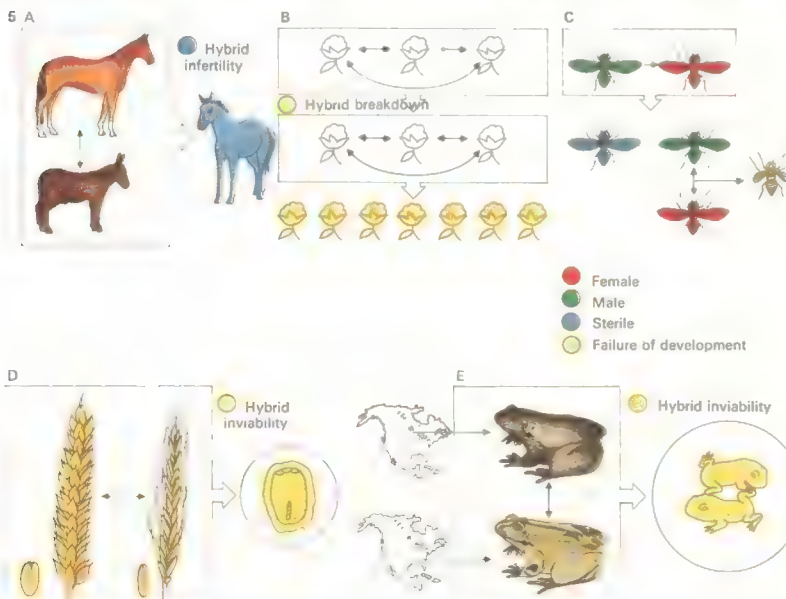 5 A
Hybrid
infertility
B
Hybrid breakdown
C
Female
Male
Sterile
Failure of development
D
Hybrid
inviability
E
Hybrid inviability